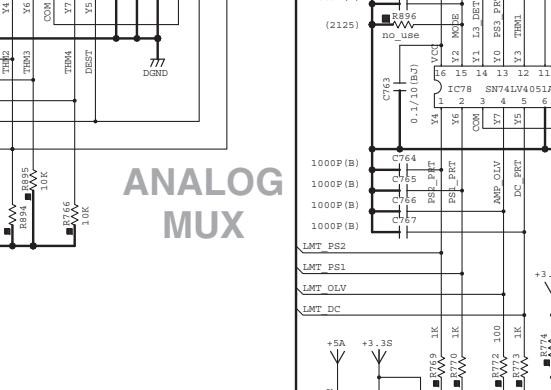 Y4
Y6
COM
Y7
Y5
THM2
THM3
THM4
DEST
DGND
R895
10K
R894
R766
10K
ANALOG
MUX
(2125)
R896
no_use
VCC
Y2
MODE
Y1
L3_DET
Y0
PS3_PRT
Y3
THM1
16 15 14 13 12 11
IC78 SN74LV4051A
1 2 3 4 5 6
C763
0.1/10(BJ)
Y4
Y6
COM
Y7
Y5
1000P(B) C764
1000P(B) C765
1000P(B) C766
1000P(B) C767
PS2_PRT
PS1_PRT
AMP_OLV
DC_PRT
LMT_PS2
LMT_PS1
LMT_OLV
LMT_DC
+5A +3.3S
+3.
R769
1K
R770
1K
R772
100
R773
1K
R774